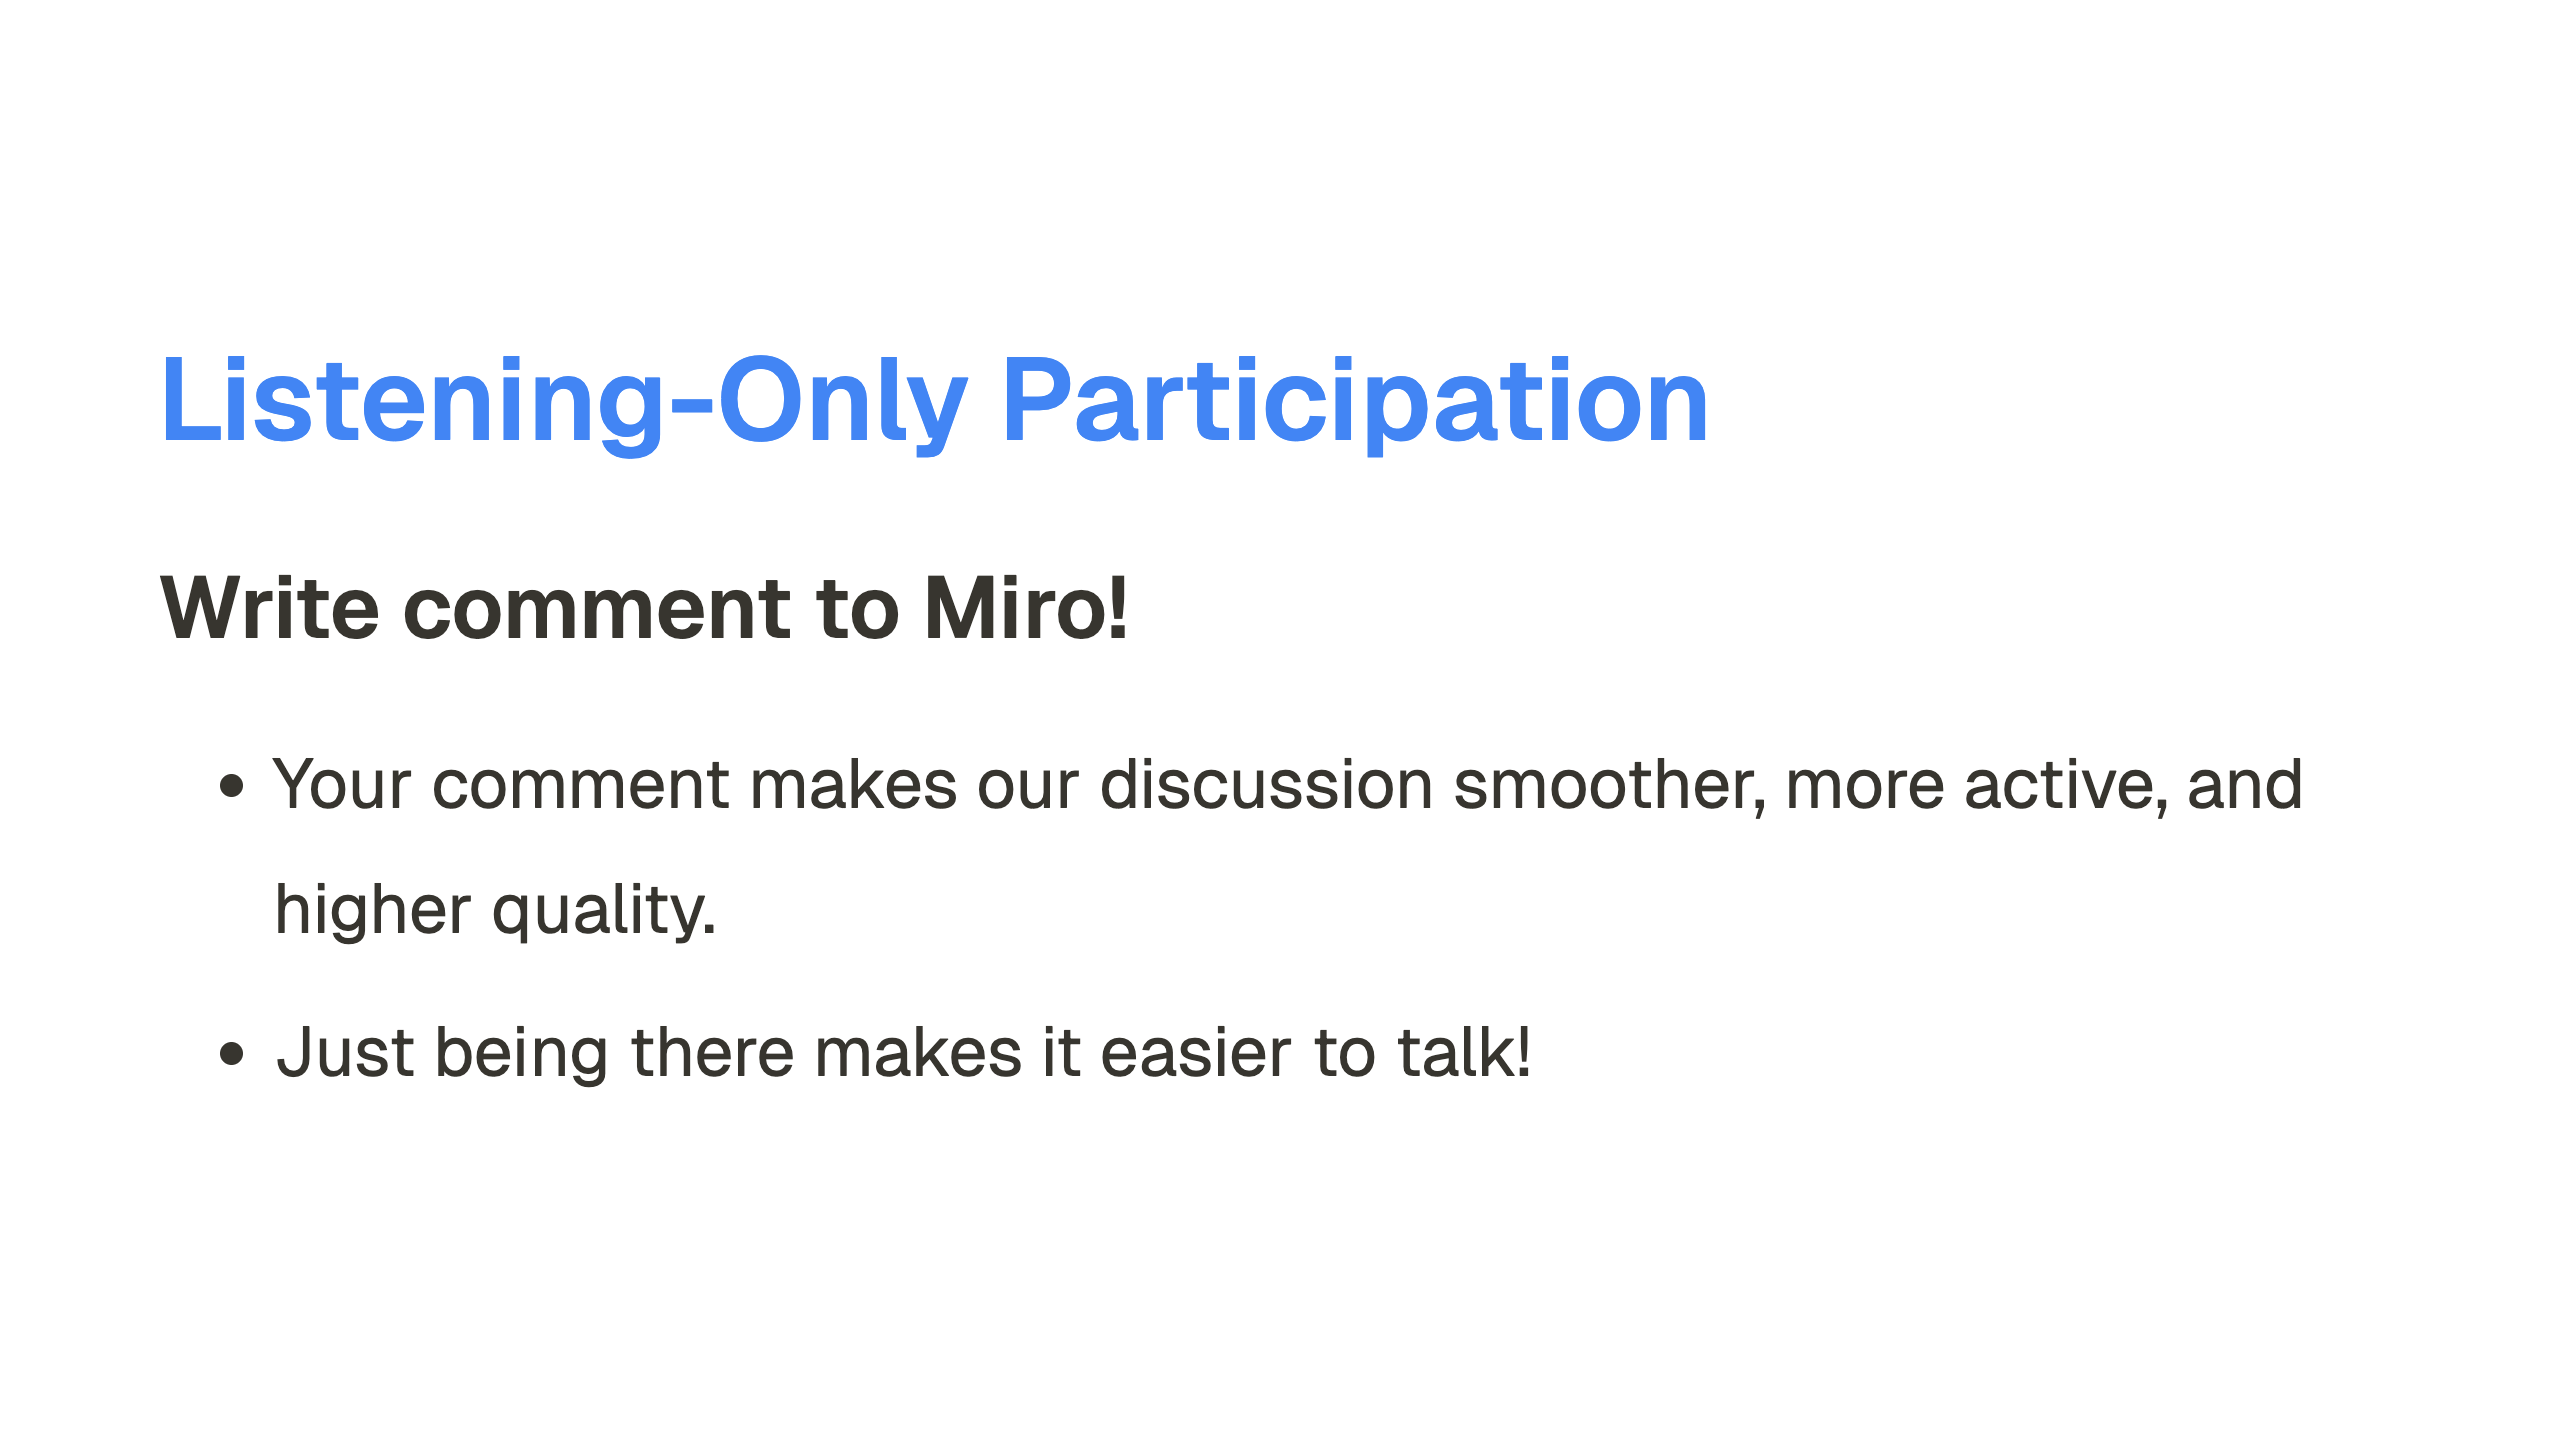 Listening-Only Participation
Write comment to Miro!
• Your comment makes our discussion smoother, more active, and
higher quality.
• Just being there makes it easier to talk!